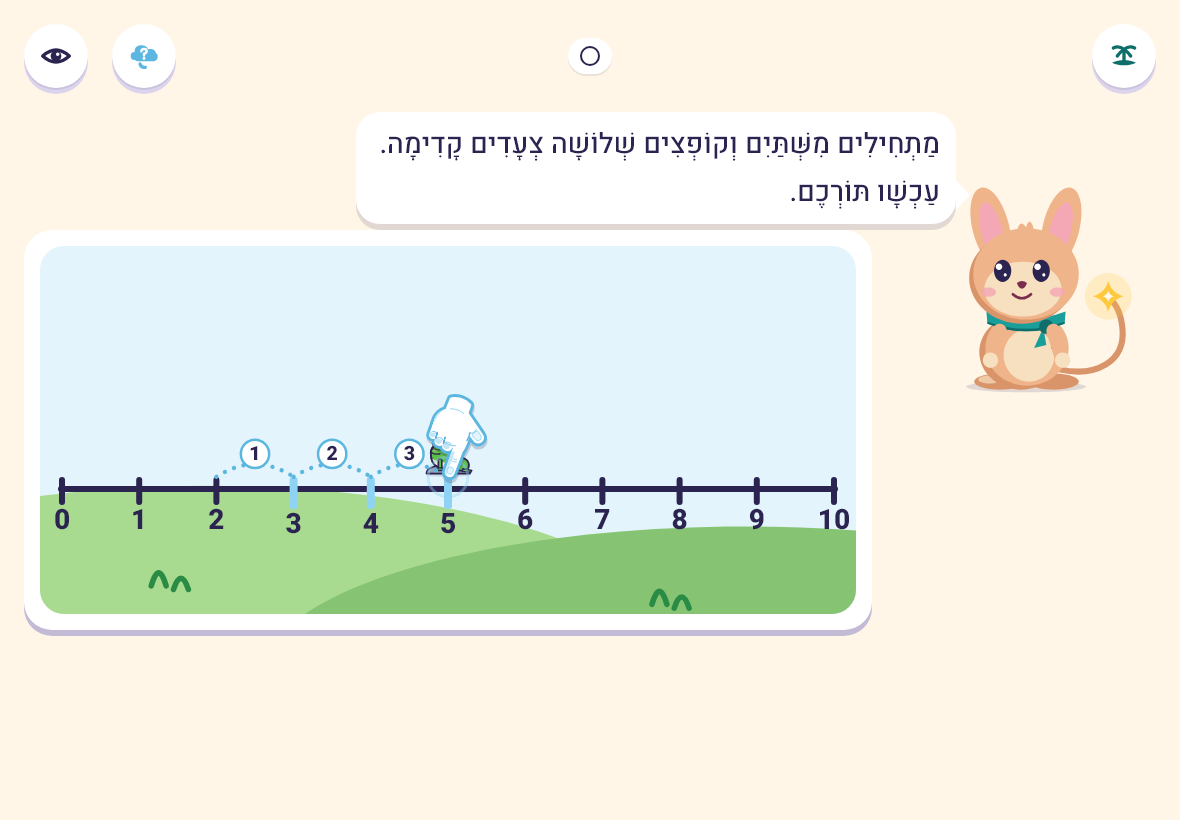 ?
מַתְחִילִים מִשְּׁתַּיִם וְקוֹפְצִים שְׁלוֹשָׁה צְעָדִים קָדִימָה.
עַכְשָׁו תּוֹרְכֶם.
1 2 3
0 1 2 3 4 5 6 7 8 9 10